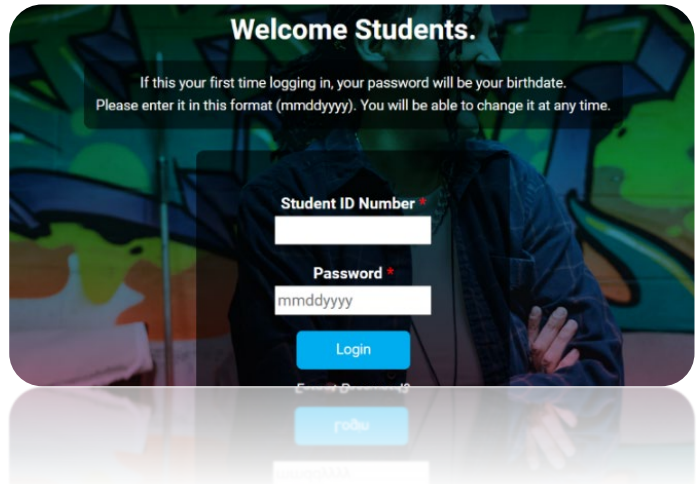 Welcome Students.
If this your first time logging in, your password will be your birthdate.
Please enter it in this format (mmddyyyy). You will be able to change it at any time.
Student ID Number *
Password *
mmddyyyy
Login